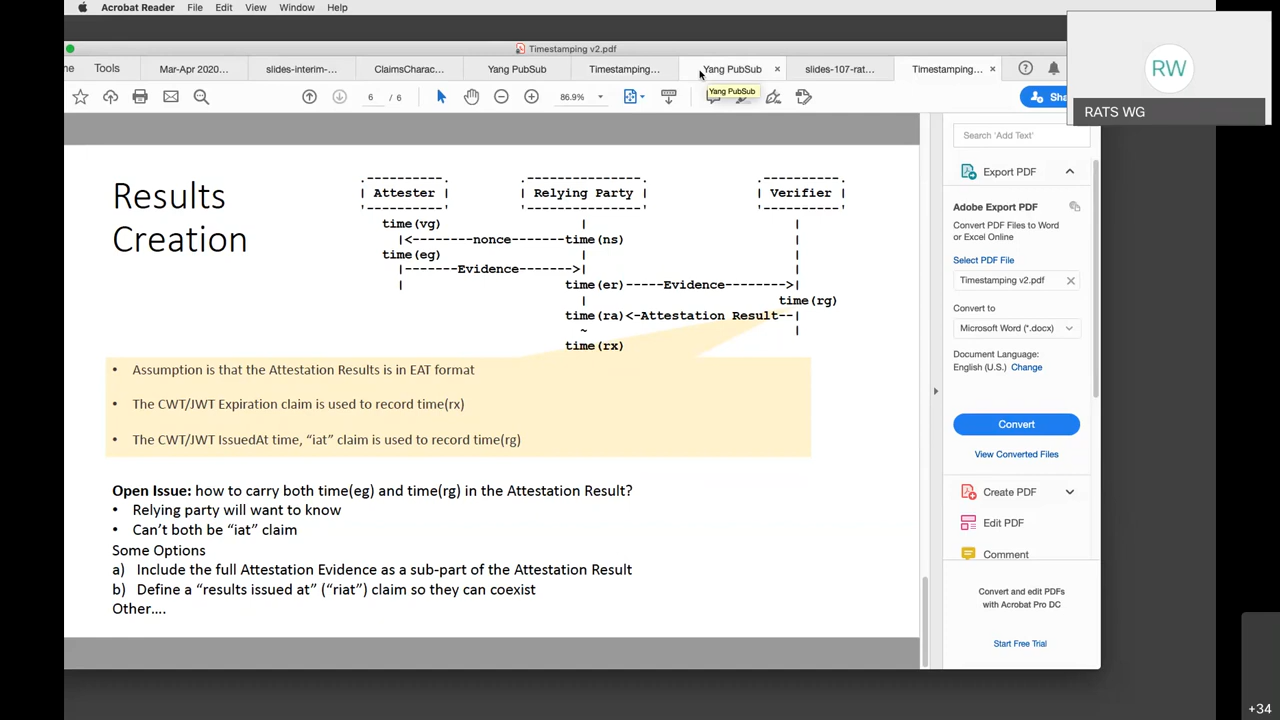 Acrobat Reader File Edit View Window Help
Timestamping v2.pdf
ne Tools Mar-Apr 2020... slides-interim-... ClaimsCharac... Yang PubSub Timestamping... Yang PubSub × slides-107-rat... Timestamping... ×
6 / 6 86.9% Sha
Yang PubSub
RW
RATS WG
Results
Creation
.----------. .---------------. .----------.
| Attester | | Relying Party | | Verifier |
'----------' '---------------' '----------'
time(vg) | |
|<--------nonce-------time(ns) |
time(eg) | |
|-------Evidence------->| |
| time(er)-----Evidence-------->|
| time(rg)
time(ra)<-Attestation Result--|
~ |
time(rx)
• Assumption is that the Attestation Results is in EAT format
• The CWT/JWT Expiration claim is used to record time(rx)
• The CWT/JWT IssuedAt time, “iat” claim is used to record time(rg)
Open Issue: how to carry both time(eg) and time(rg) in the Attestation Result?
• Relying party will want to know
• Can’t both be “iat” claim
Some Options
a) Include the full Attestation Evidence as a sub-part of the Attestation Result
b) Define a “results issued at” (“riat”) claim so they can coexist
Other....
Search 'Add Text'
Export PDF
Adobe Export PDF
Convert PDF Files to Word
or Excel Online
Select PDF File
Timestamping v2.pdf ×
Convert to
Microsoft Word (*.docx)
Document Language:
English (U.S.) Change
Convert
View Converted Files
Create PDF
Edit PDF
Comment
Convert and edit PDFs
with Acrobat Pro DC
Start Free Trial
+34